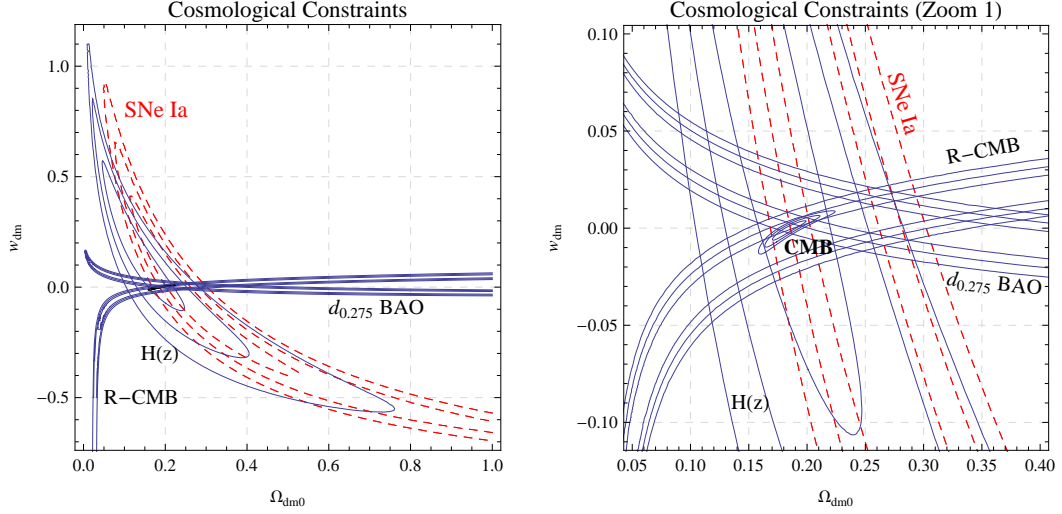 Cosmological Constraints
1.0
0.5
0.0
−0.5
w_dm
SNe Ia
d_0.275 BAO
H(z)
R−CMB
0.0 0.2 0.4 0.6 0.8 1.0
Ω_dm0
Cosmological Constraints (Zoom 1)
0.10
0.05
0.00
−0.05
−0.10
w_dm
SNe Ia
R−CMB
CMB
d_0.275 BAO
H(z)
0.05 0.10 0.15 0.20 0.25 0.30 0.35 0.40
Ω_dm0